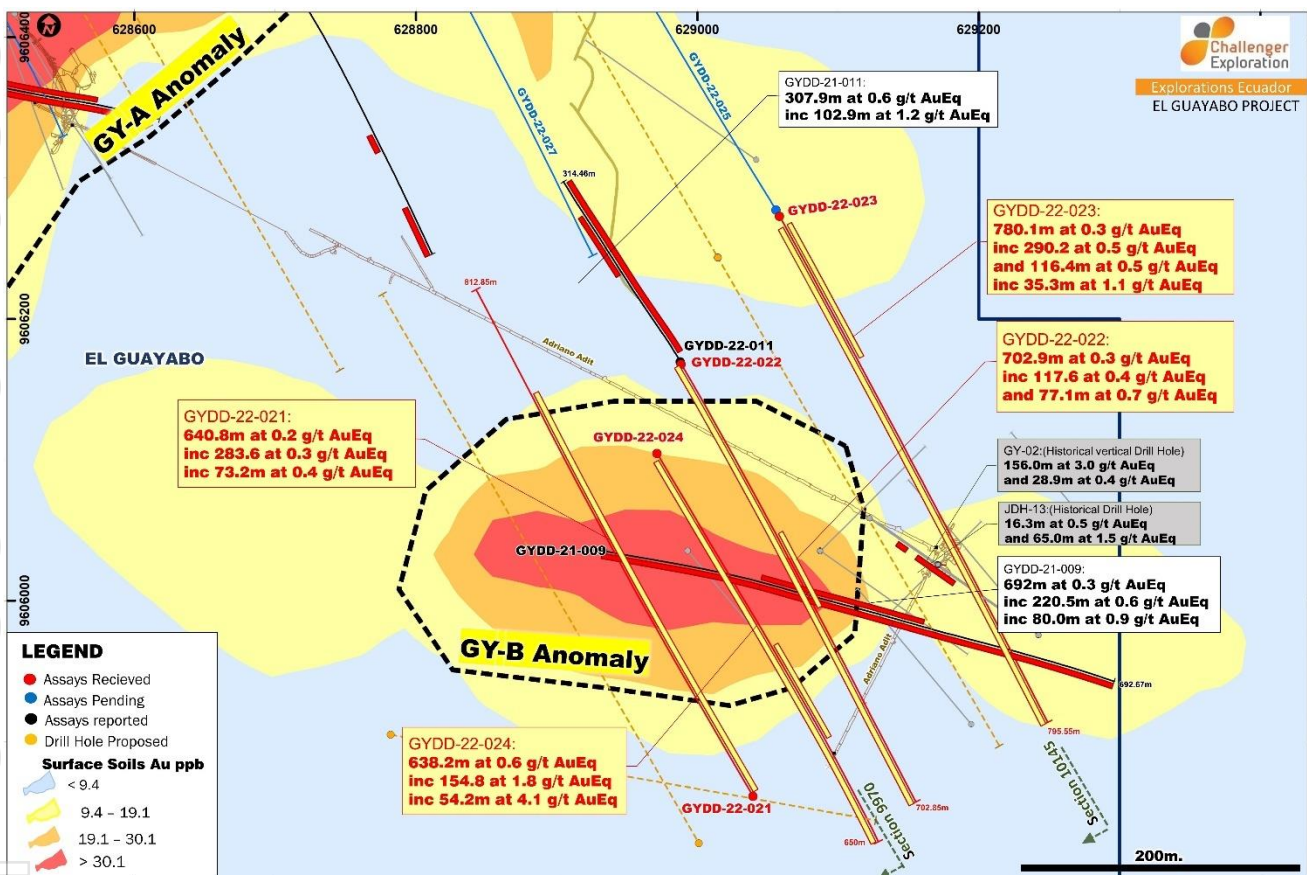 628600
628800
629000
629200
9606400
9606200
9606000
N
GY-A Anomaly
GYDD-22-027
GYDD-22-025
GYDD-21-011:
307.9m at 0.6 g/t AuEq
inc 102.9m at 1.2 g/t AuEq
Challenger
Exploration
Explorations Ecuador
EL GUAYABO PROJECT
314.46m
GYDD-22-023
GYDD-22-023:
780.1m at 0.3 g/t AuEq
inc 290.2 at 0.5 g/t AuEq
and 116.4m at 0.5 g/t AuEq
inc 35.3m at 1.1 g/t AuEq
812.85m
Adriano Adit
GYDD-22-011
GYDD-22-022
GYDD-22-022:
702.9m at 0.3 g/t AuEq
inc 117.6 at 0.4 g/t AuEq
and 77.1m at 0.7 g/t AuEq
EL GUAYABO
GYDD-22-021:
640.8m at 0.2 g/t AuEq
inc 283.6 at 0.3 g/t AuEq
inc 73.2m at 0.4 g/t AuEq
GYDD-22-024
GY-02:(Historical vertical Drill Hole)
156.0m at 3.0 g/t AuEq
and 28.9m at 0.4 g/t AuEq
JDH-13:(Historical Drill Hole)
16.3m at 0.5 g/t AuEq
and 65.0m at 1.5 g/t AuEq
GYDD-21-009
GYDD-21-009:
692m at 0.3 g/t AuEq
inc 220.5m at 0.6 g/t AuEq
inc 80.0m at 0.9 g/t AuEq
GY-B Anomaly
Adriano Adit
692.67m
795.55m
Section 10145
GYDD-22-024:
638.2m at 0.6 g/t AuEq
inc 154.8 at 1.8 g/t AuEq
inc 54.2m at 4.1 g/t AuEq
GYDD-22-021
702.85m
650m
Section 9970
200m.
LEGEND
Assays Recieved
Assays Pending
Assays reported
Drill Hole Proposed
Surface Soils Au ppb
< 9.4
9.4 – 19.1
19.1 – 30.1
> 30.1